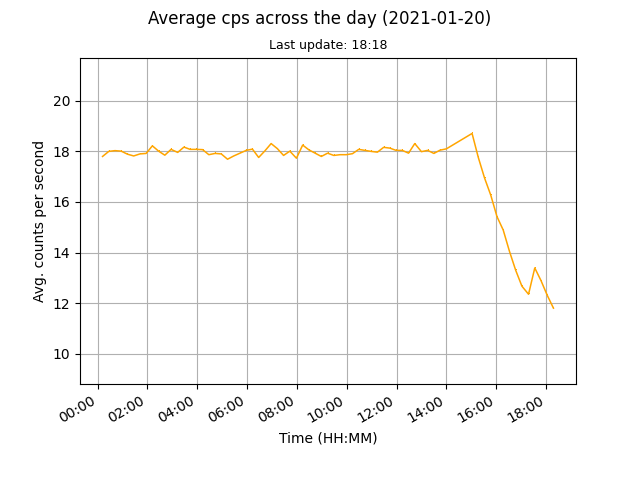 Average cps across the day (2021-01-20)
Last update: 18:18
20
18
16
14
12
10
Avg. counts per second
00:00 02:00 04:00 06:00 08:00 10:00 12:00 14:00 16:00 18:00
Time (HH:MM)